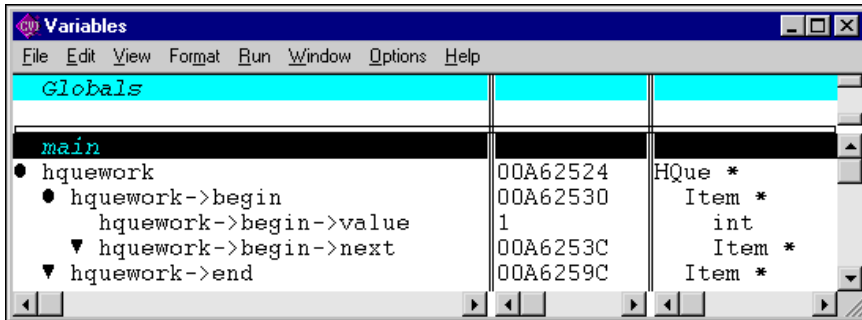 CVI Variables
File Edit View Format Run Window Options Help
Globals
main
hquework 00A62524 HQue *
hquework->begin 00A62530 Item *
hquework->begin->value 1 int
hquework->begin->next 00A6253C Item *
hquework->end 00A6259C Item *